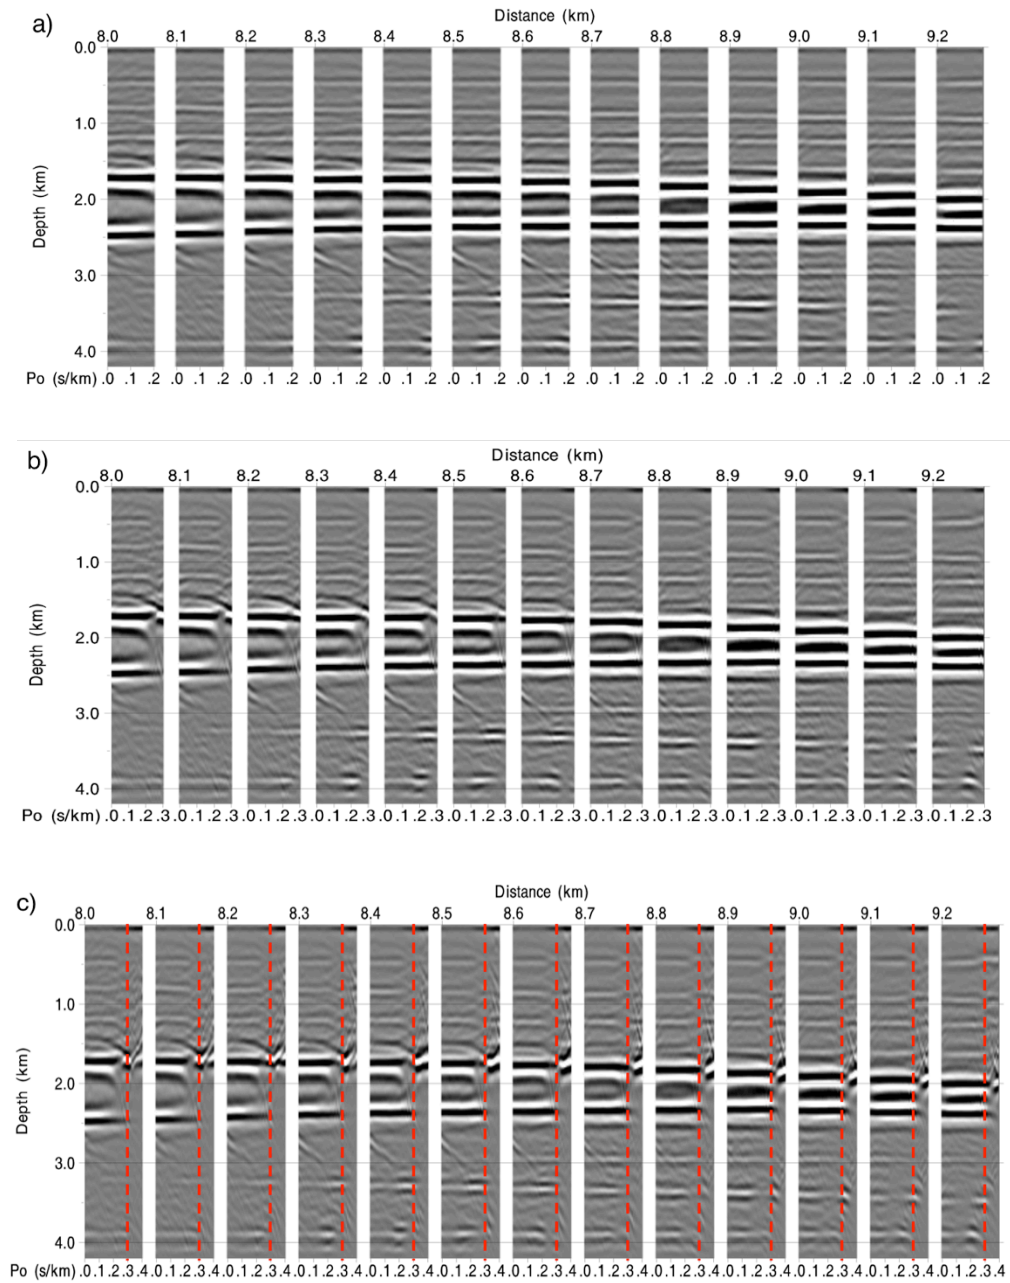 a)
Distance (km)
8.0 8.1 8.2 8.3 8.4 8.5 8.6 8.7 8.8 8.9 9.0 9.1 9.2
0.0
1.0
2.0
3.0
4.0
Depth (km)
Po (s/km) .0 .1 .2 .0 .1 .2 .0 .1 .2 .0 .1 .2 .0 .1 .2 .0 .1 .2 .0 .1 .2 .0 .1 .2 .0 .1 .2 .0 .1 .2 .0 .1 .2 .0 .1 .2 .0 .1 .2
b)
Distance (km)
8.0 8.1 8.2 8.3 8.4 8.5 8.6 8.7 8.8 8.9 9.0 9.1 9.2
0.0
1.0
2.0
3.0
4.0
Depth (km)
Po (s/km) .0 .1 .2 .3 .0 .1 .2 .3 .0 .1 .2 .3 .0 .1 .2 .3 .0 .1 .2 .3 .0 .1 .2 .3 .0 .1 .2 .3 .0 .1 .2 .3 .0 .1 .2 .3 .0 .1 .2 .3 .0 .1 .2 .3 .0 .1 .2 .3 .0 .1 .2 .3
c)
Distance (km)
8.0 8.1 8.2 8.3 8.4 8.5 8.6 8.7 8.8 8.9 9.0 9.1 9.2
0.0
1.0
2.0
3.0
4.0
Depth (km)
Po (s/km) .0 .1 .2 .3 .4 .0 .1 .2 .3 .4 .0 .1 .2 .3 .4 .0 .1 .2 .3 .4 .0 .1 .2 .3 .4 .0 .1 .2 .3 .4 .0 .1 .2 .3 .4 .0 .1 .2 .3 .4 .0 .1 .2 .3 .4 .0 .1 .2 .3 .4 .0 .1 .2 .3 .4 .0 .1 .2 .3 .4 .0 .1 .2 .3 .4